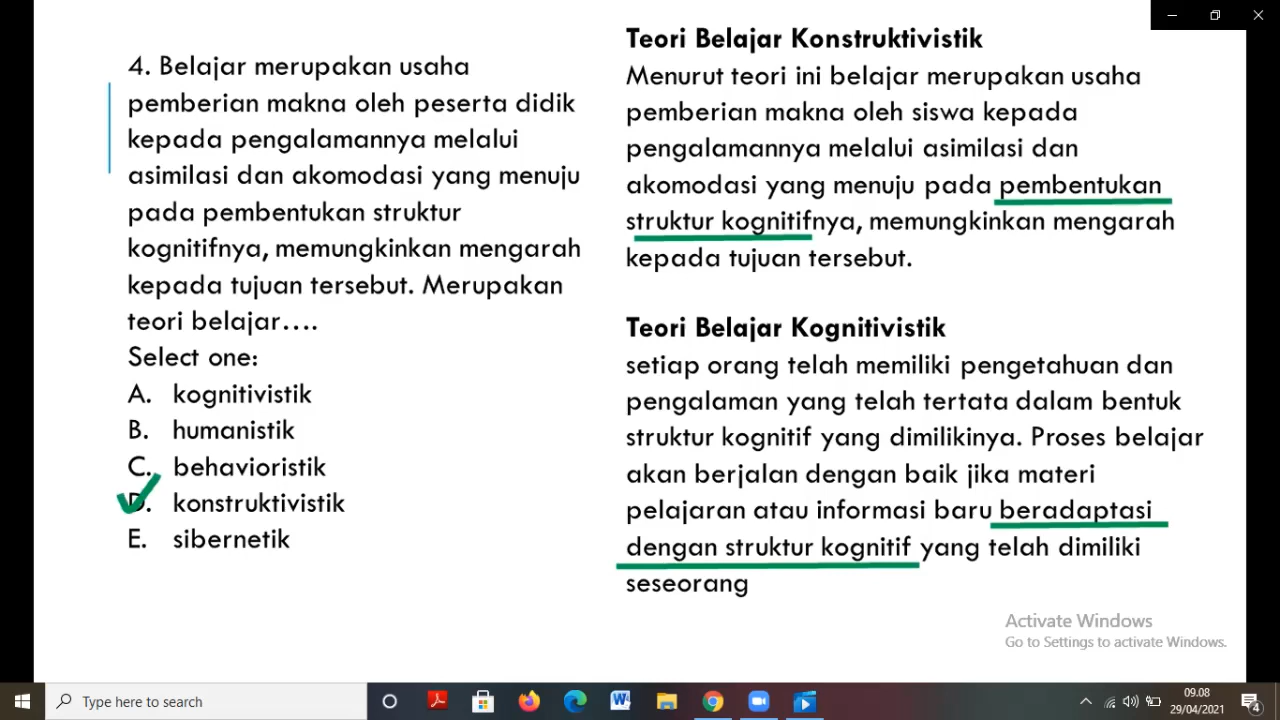 4. Belajar merupakan usaha
pemberian makna oleh peserta didik
kepada pengalamannya melalui
asimilasi dan akomodasi yang menuju
pada pembentukan struktur
kognitifnya, memungkinkan mengarah
kepada tujuan tersebut. Merupakan
teori belajar....
Select one:
A. kognitivistik
B. humanistik
C. behavioristik
D. konstruktivistik
E. sibernetik
Teori Belajar Konstruktivistik
Menurut teori ini belajar merupakan usaha
pemberian makna oleh siswa kepada
pengalamannya melalui asimilasi dan
akomodasi yang menuju pada pembentukan
struktur kognitifnya, memungkinkan mengarah
kepada tujuan tersebut.
Teori Belajar Kognitivistik
setiap orang telah memiliki pengetahuan dan
pengalaman yang telah tertata dalam bentuk
struktur kognitif yang dimilikinya. Proses belajar
akan berjalan dengan baik jika materi
pelajaran atau informasi baru beradaptasi
dengan struktur kognitif yang telah dimiliki
seseorang
Activate Windows
Go to Settings to activate Windows.
Type here to search
09.08
29/04/2021
4